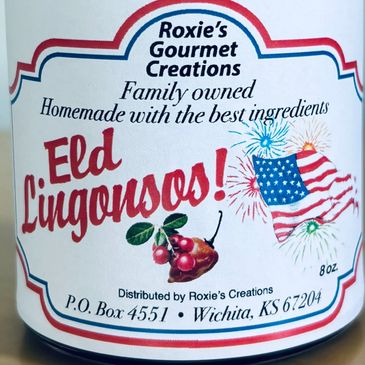 Roxie's
Gourmet
Creations
Family owned
Homemade with the best ingredients
Eld
Lingonsos!
8 oz.
Distributed by Roxie's Creations
P.O. Box 4551 • Wichita, KS 67204